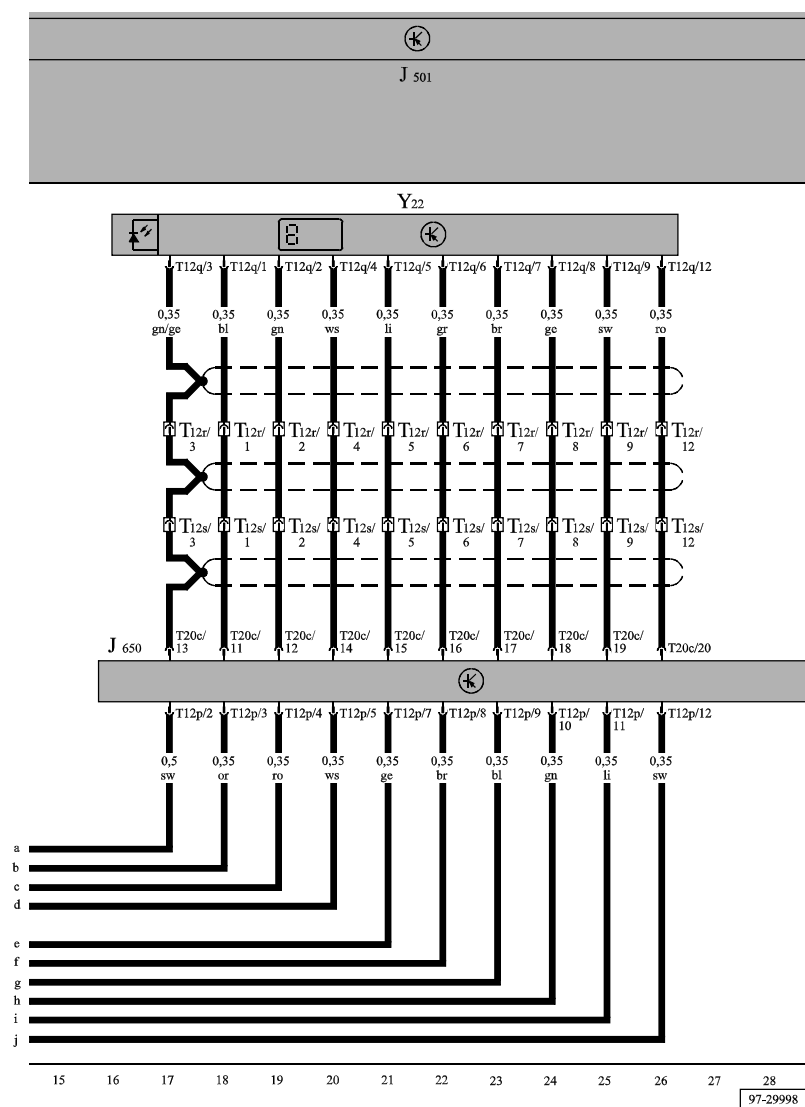 J 501
Y22
T12q/3 T12q/1 T12q/2 T12q/4 T12q/5 T12q/6 T12q/7 T12q/8 T12q/9 T12q/12
0,35 0,35 0,35 0,35 0,35 0,35 0,35 0,35 0,35 0,35
gn/ge bl gn ws li gr br ge sw ro
T12r/ T12r/ T12r/ T12r/ T12r/ T12r/ T12r/ T12r/ T12r/ T12r/
3 1 2 4 5 6 7 8 9 12
T12s/ T12s/ T12s/ T12s/ T12s/ T12s/ T12s/ T12s/ T12s/ T12s/
3 1 2 4 5 6 7 8 9 12
J 650
T20c/ T20c/ T20c/ T20c/ T20c/ T20c/ T20c/ T20c/ T20c/ T20c/20
13 11 12 14 15 16 17 18 19
T12p/2 T12p/3 T12p/4 T12p/5 T12p/7 T12p/8 T12p/9 T12p/ T12p/ T12p/12
10 11
0,5 0,35 0,35 0,35 0,35 0,35 0,35 0,35 0,35 0,35
sw or ro ws ge br bl gn li sw
a
b
c
d
e
f
g
h
i
j
15 16 17 18 19 20 21 22 23 24 25 26 27 28
97-29998